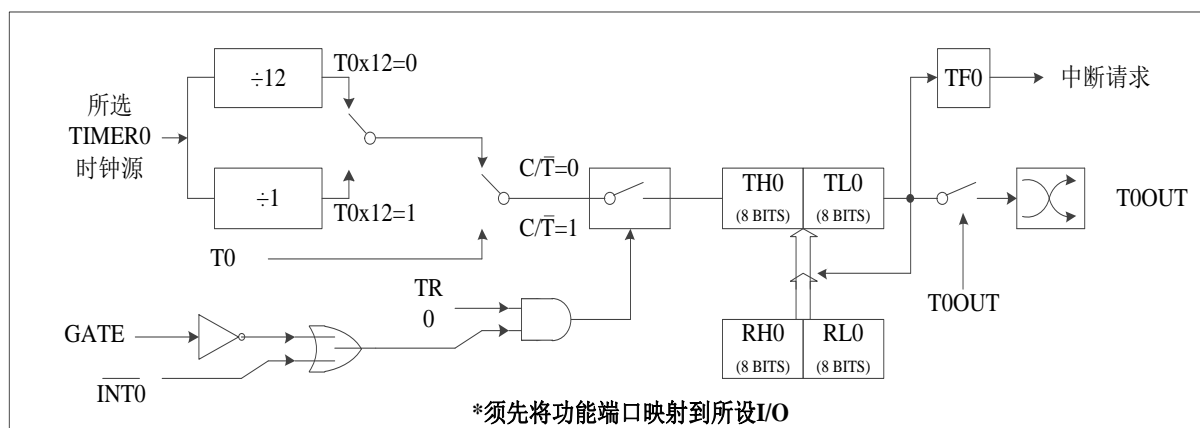 ÷12
T0x12=0
所选
TIMER0
时钟源
÷1
T0x12=1
T0
C/T̅=0
C/T̅=1
TH0
(8 BITS)
TL0
(8 BITS)
TF0
中断请求
T0OUT
T0OUT
TR
0
GATE
I̅N̅T̅0̅
RH0
(8 BITS)
RL0
(8 BITS)
*须先将功能端口映射到所设I/O